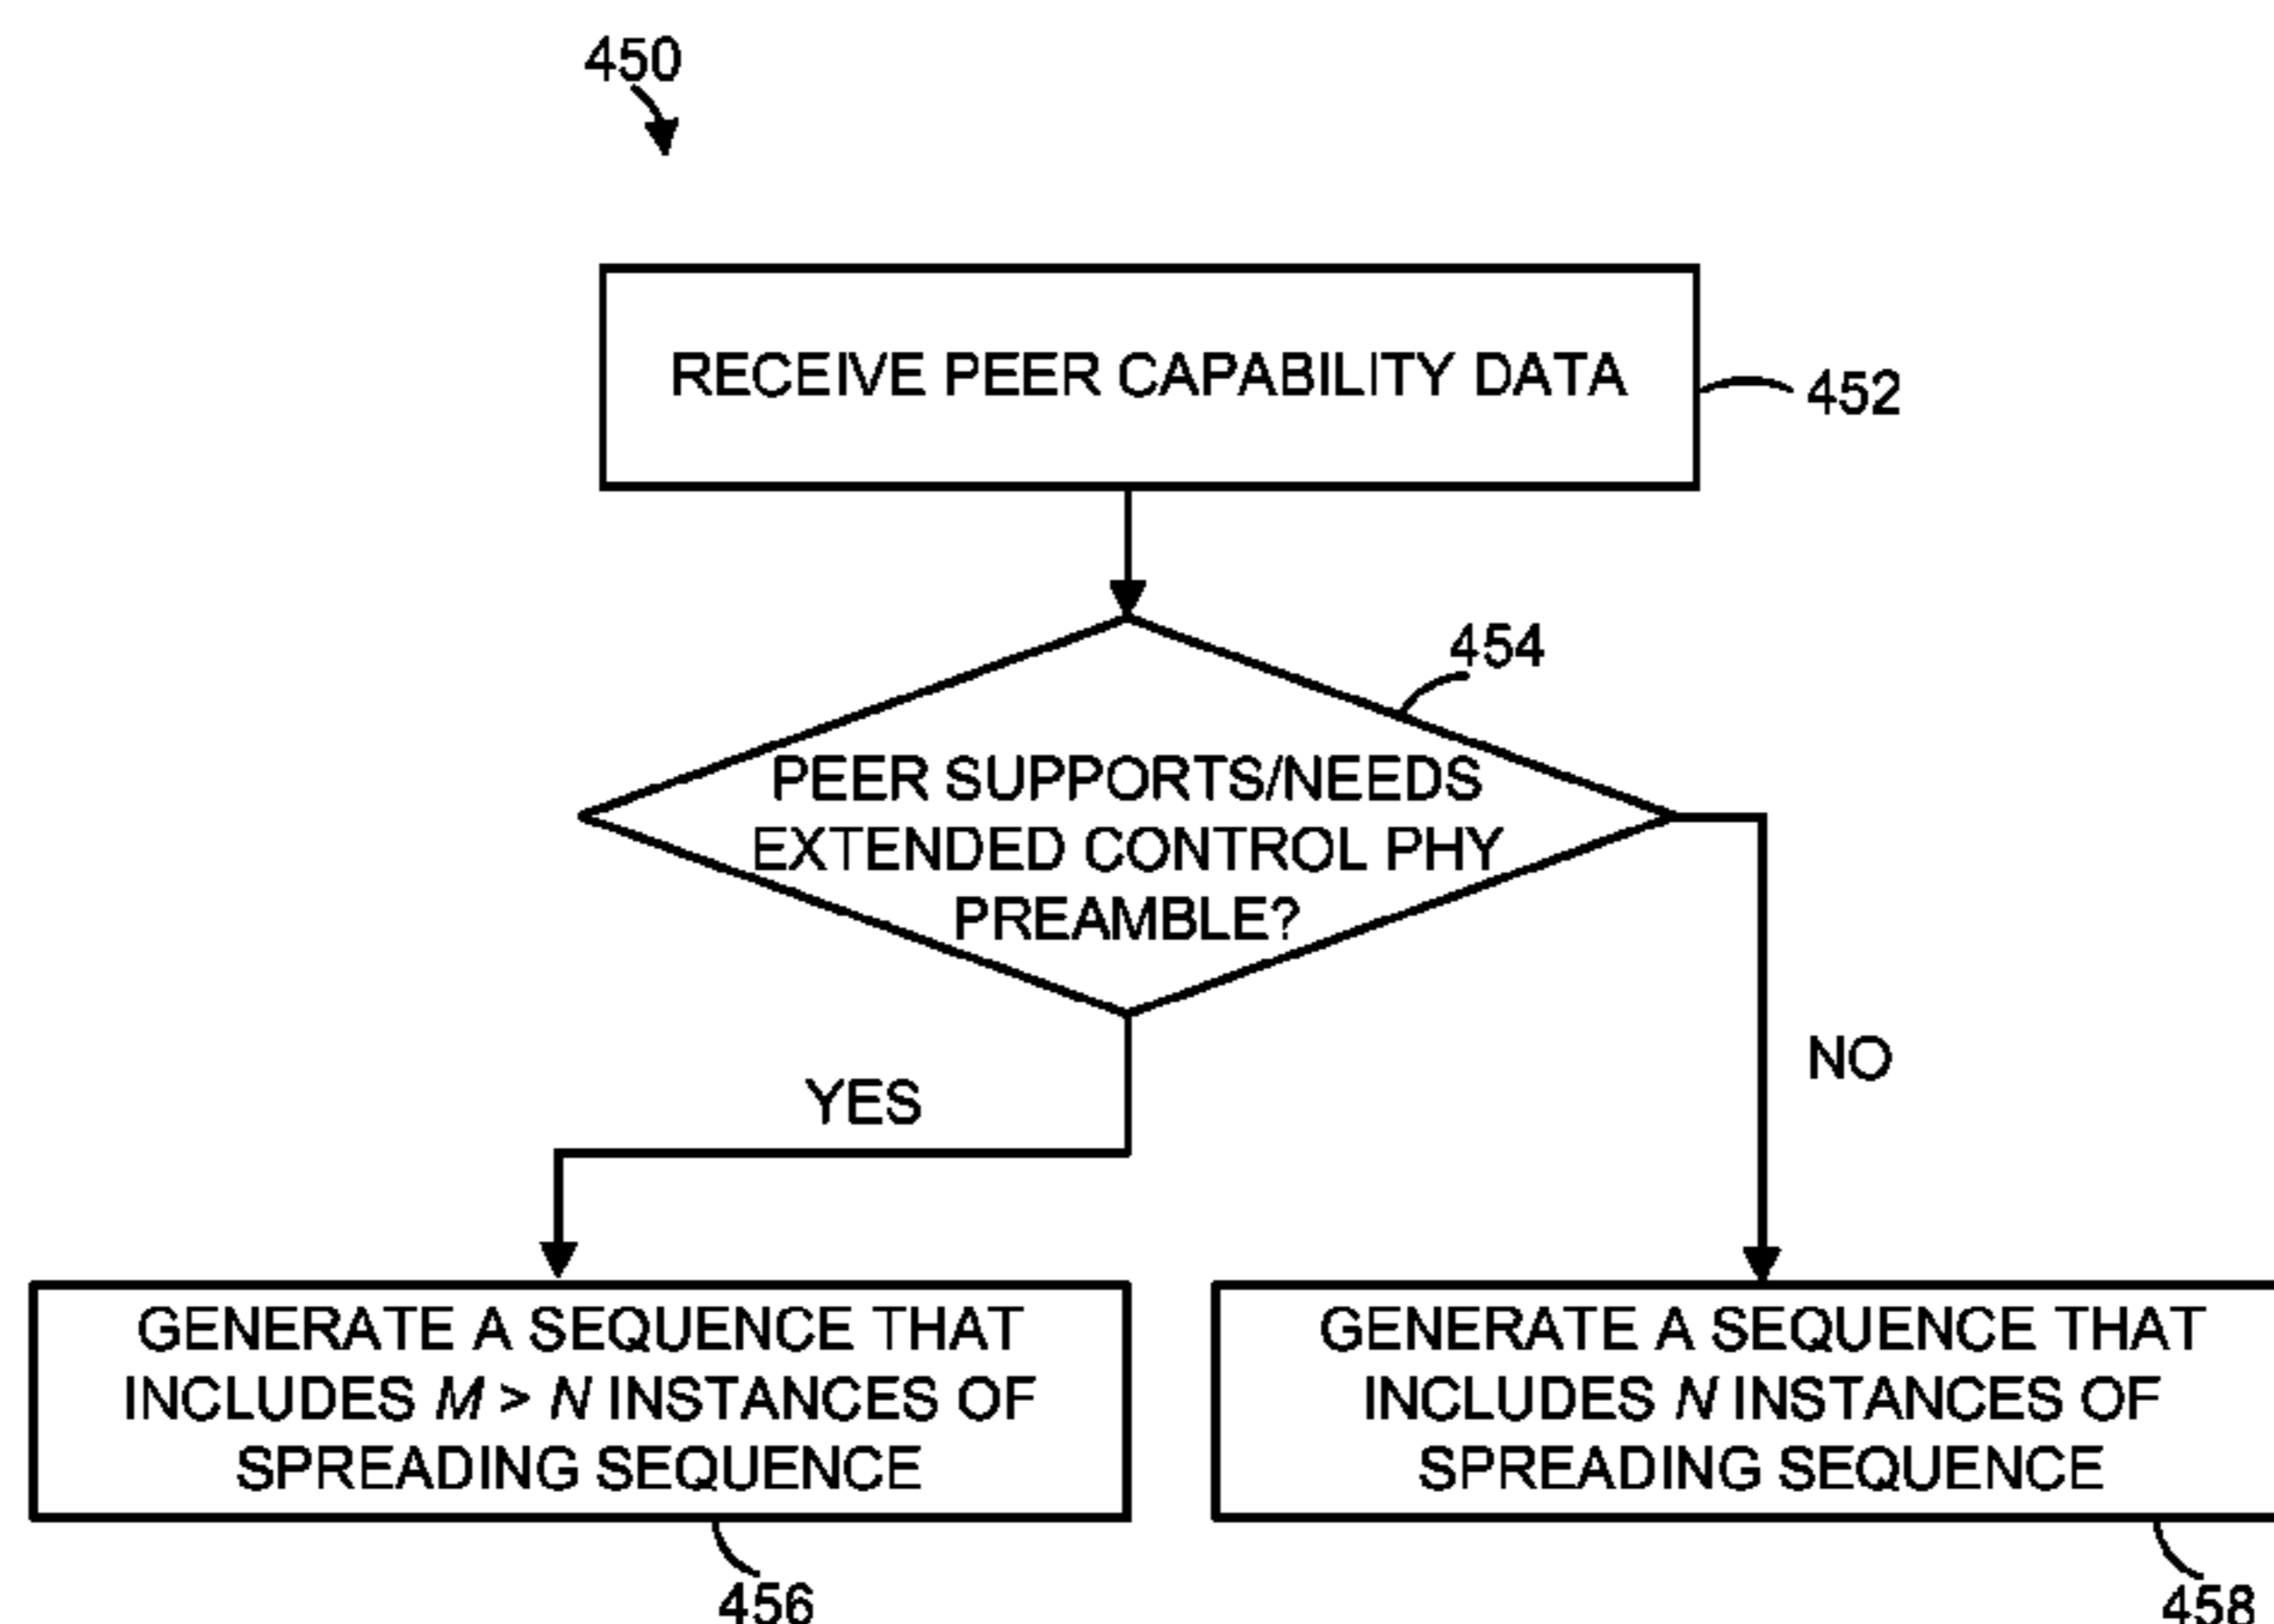 450
RECEIVE PEER CAPABILITY DATA
452
454
PEER SUPPORTS/NEEDS
EXTENDED CONTROL PHY
PREAMBLE?
YES
NO
GENERATE A SEQUENCE THAT
INCLUDES M > N INSTANCES OF
SPREADING SEQUENCE
GENERATE A SEQUENCE THAT
INCLUDES N INSTANCES OF
SPREADING SEQUENCE
456
458